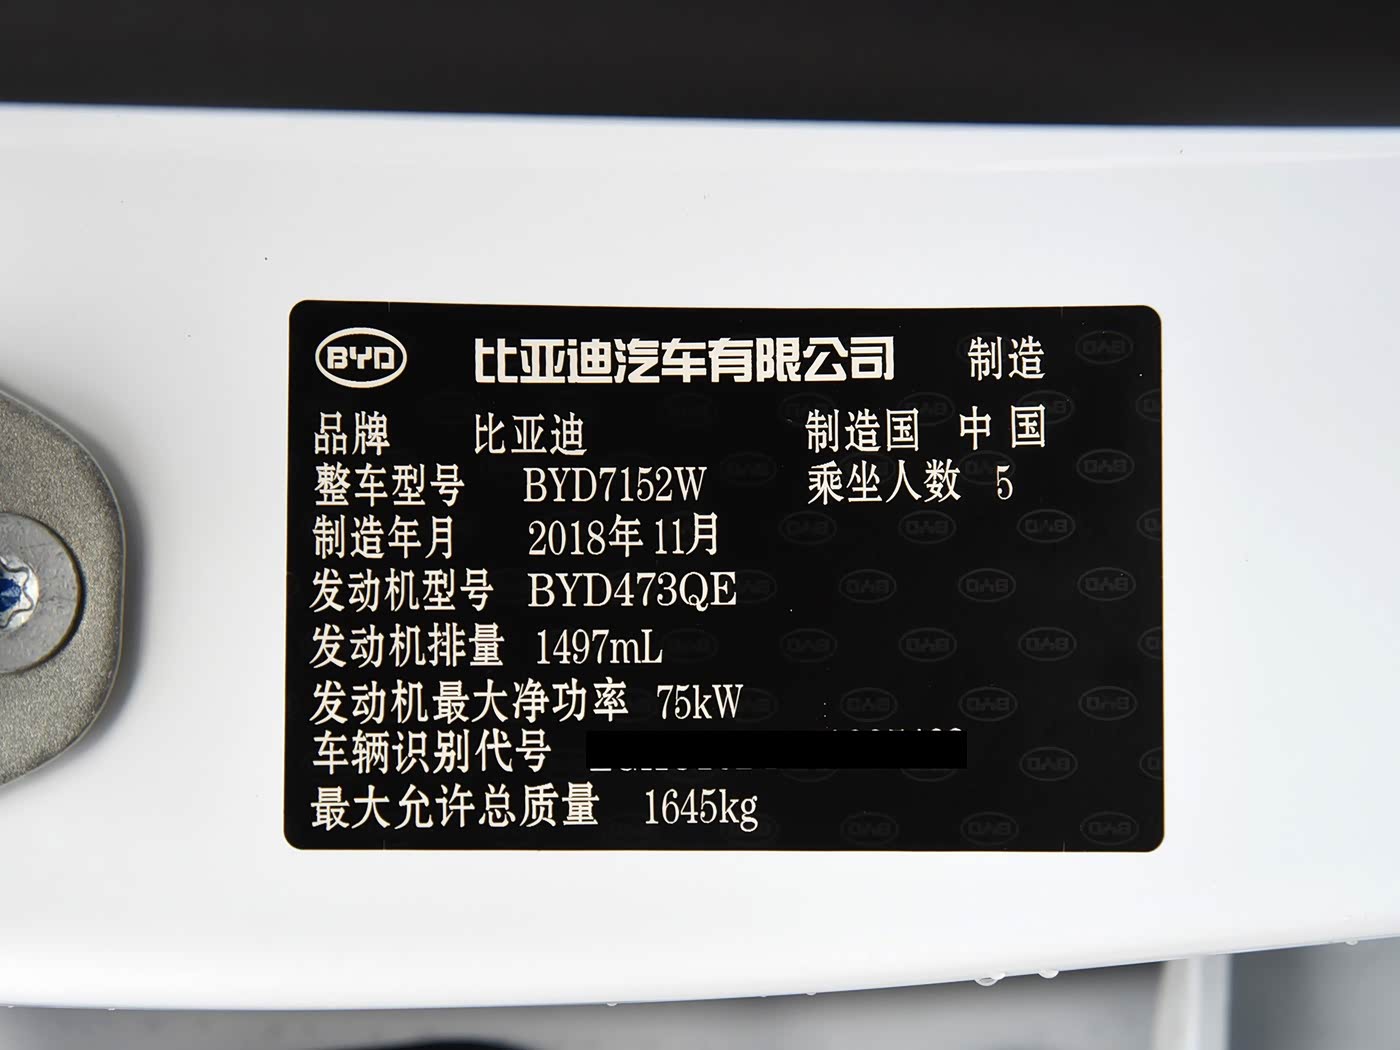 BYD 比亚迪汽车有限公司 制造
品牌 比亚迪 制造国 中国
整车型号 BYD7152W 乘坐人数 5
制造年月 2018年11月
发动机型号 BYD473QE
发动机排量 1497mL
发动机最大净功率 75kW
车辆识别代号
最大允许总质量 1645kg